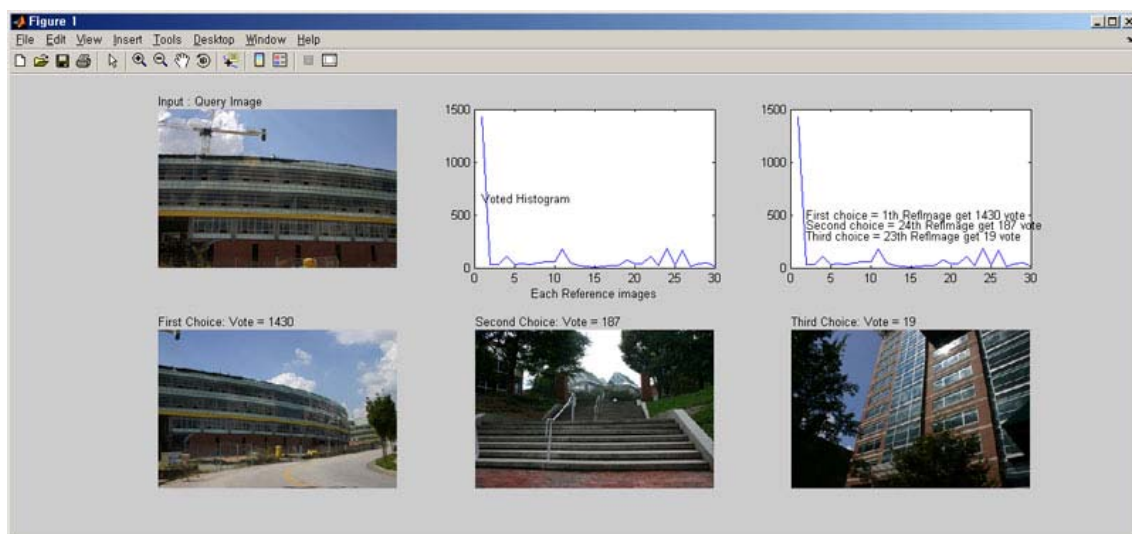 Figure 1
File Edit View Insert Tools Desktop Window Help
Input : Query Image
1500
1000
500
0
0 5 10 15 20 25 30
Voted Histogram
Each Reference images
1500
1000
500
0
0 5 10 15 20 25 30
First choice = 1th RefImage get 1430 vote
Second choice = 24th RefImage get 187 vote
Third choice = 23th RefImage get 19 vote
First Choice: Vote = 1430
Second Choice: Vote = 187
Third Choice: Vote = 19